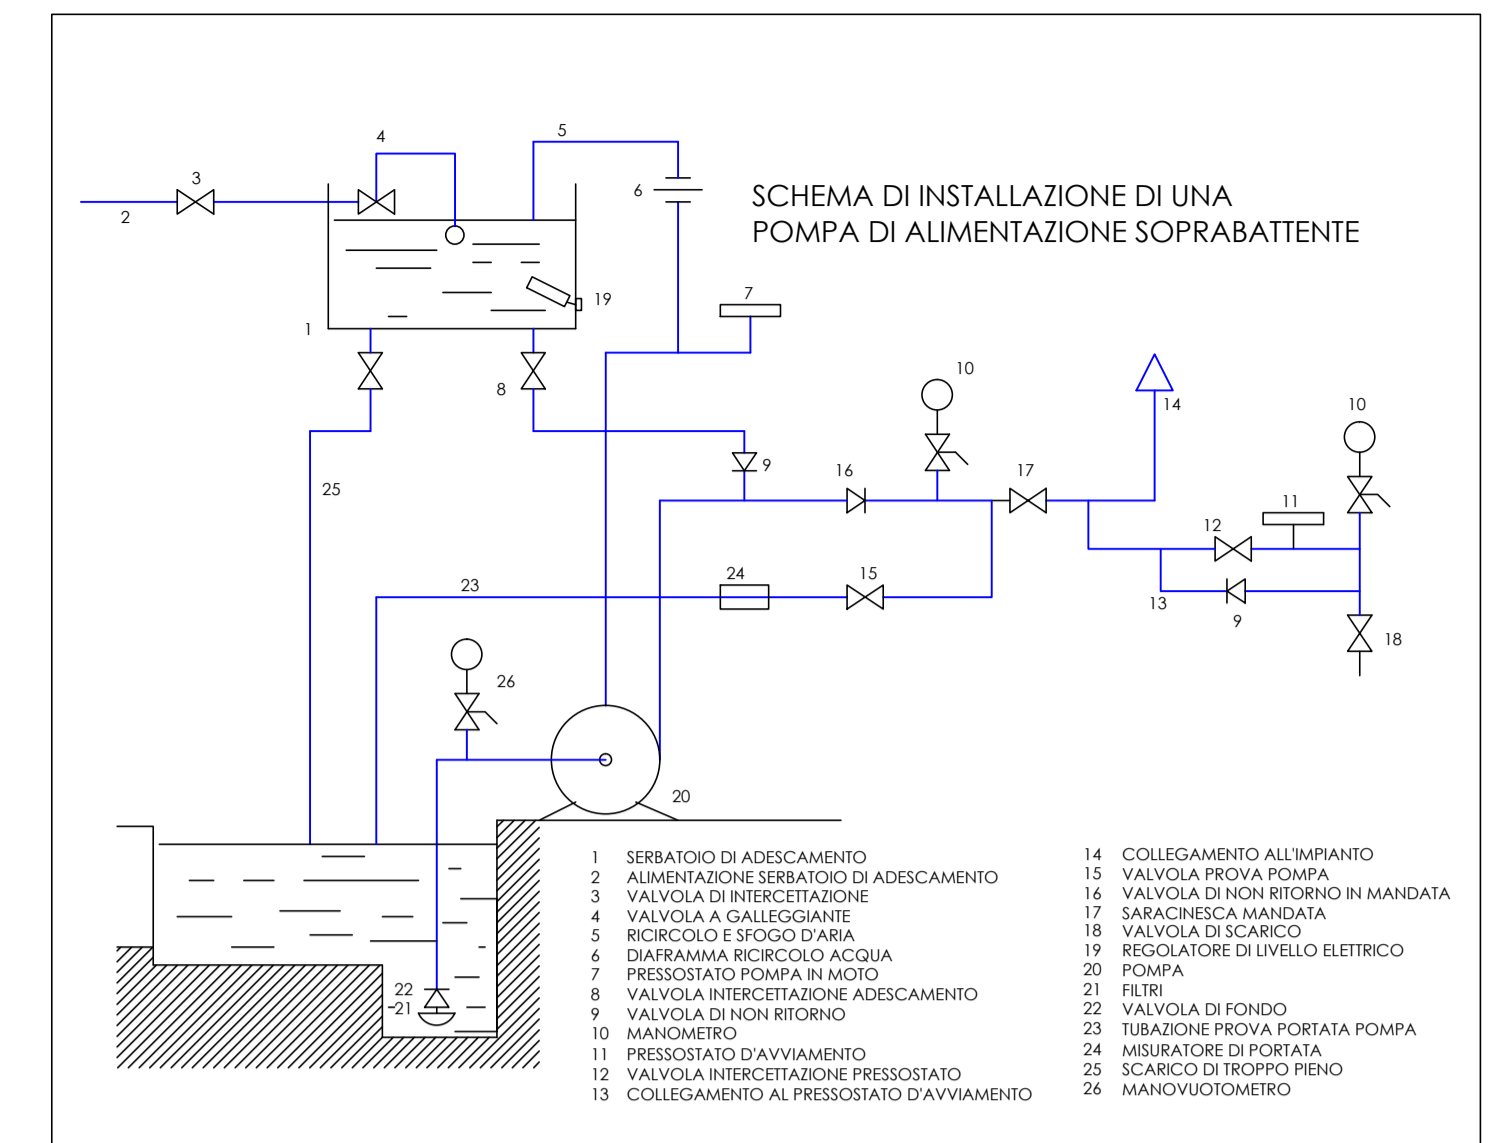 4
5
3
2
6
SCHEMA DI INSTALLAZIONE DI UNA
POMPA DI ALIMENTAZIONE SOPRABATTENTE
19
7
1
8
10
14
10
9
16
17
25
11
12
24
15
23
13
9
18
26
20
22
21
1 SERBATOIO DI ADESCAMENTO
2 ALIMENTAZIONE SERBATOIO DI ADESCAMENTO
3 VALVOLA DI INTERCETTAZIONE
4 VALVOLA A GALLEGGIANTE
5 RICIRCOLO E SFOGO D'ARIA
6 DIAFRAMMA RICIRCOLO ACQUA
7 PRESSOSTATO POMPA IN MOTO
8 VALVOLA INTERCETTAZIONE ADESCAMENTO
9 VALVOLA DI NON RITORNO
10 MANOMETRO
11 PRESSOSTATO D'AVVIAMENTO
12 VALVOLA INTERCETTAZIONE PRESSOSTATO
13 COLLEGAMENTO AL PRESSOSTATO D'AVVIAMENTO
14 COLLEGAMENTO ALL'IMPIANTO
15 VALVOLA PROVA POMPA
16 VALVOLA DI NON RITORNO IN MANDATA
17 SARACINESCA MANDATA
18 VALVOLA DI SCARICO
19 REGOLATORE DI LIVELLO ELETTRICO
20 POMPA
21 FILTRI
22 VALVOLA DI FONDO
23 TUBAZIONE PROVA PORTATA POMPA
24 MISURATORE DI PORTATA
25 SCARICO DI TROPPO PIENO
26 MANOVUOTOMETRO